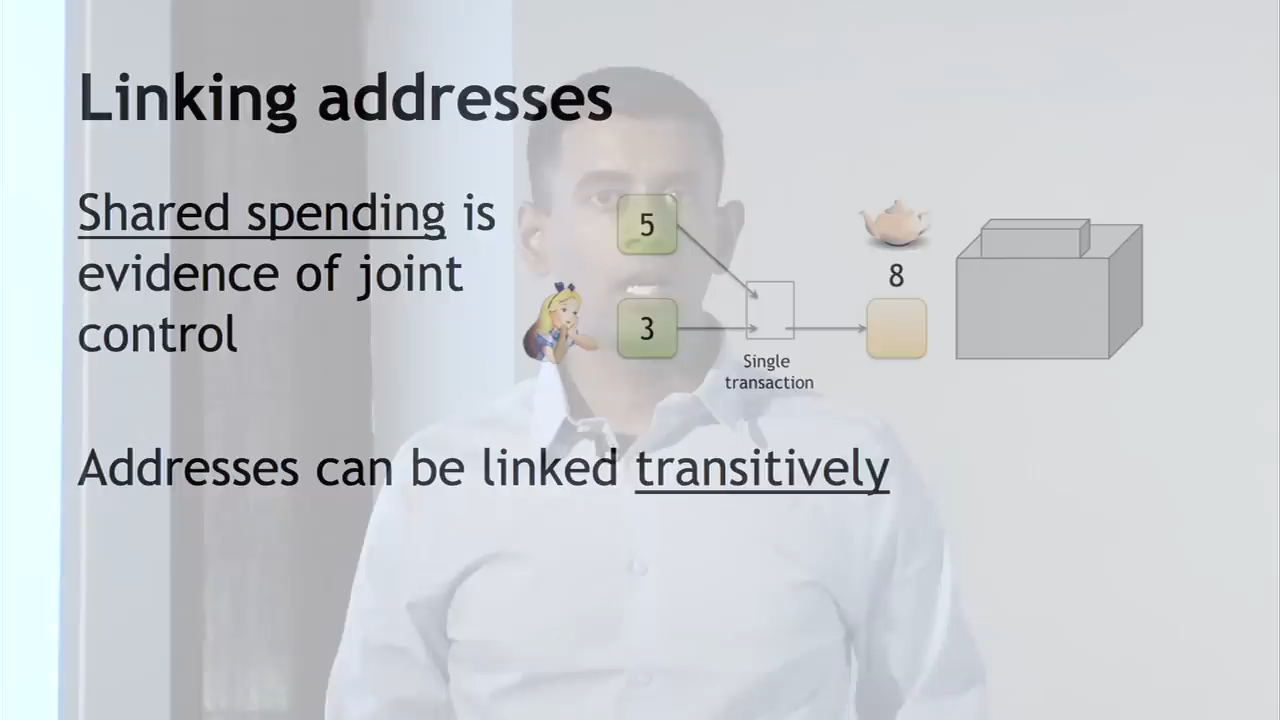 Linking addresses
Shared spending is
evidence of joint
control
5
8
3
Single
transaction
Addresses can be linked transitively